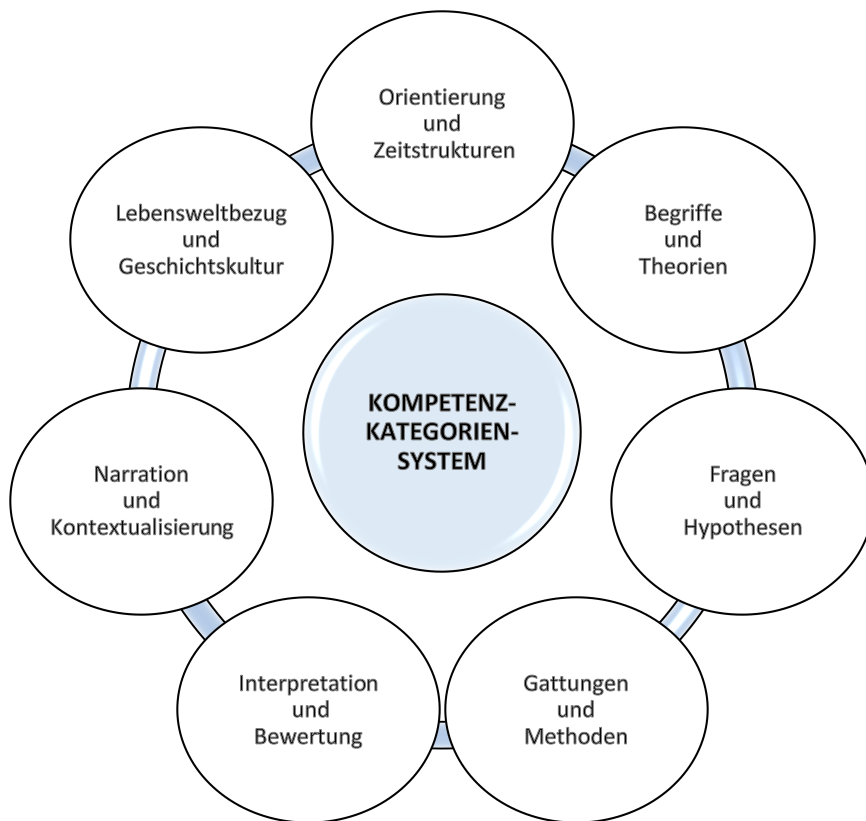 Orientierung
und
Zeitstrukturen
Begriffe
und
Theorien
Fragen
und
Hypothesen
Gattungen
und
Methoden
Interpretation
und
Bewertung
Narration
und
Kontextualisierung
Lebensweltbezug
und
Geschichtskultur
KOMPETENZ-
KATEGORIEN-
SYSTEM